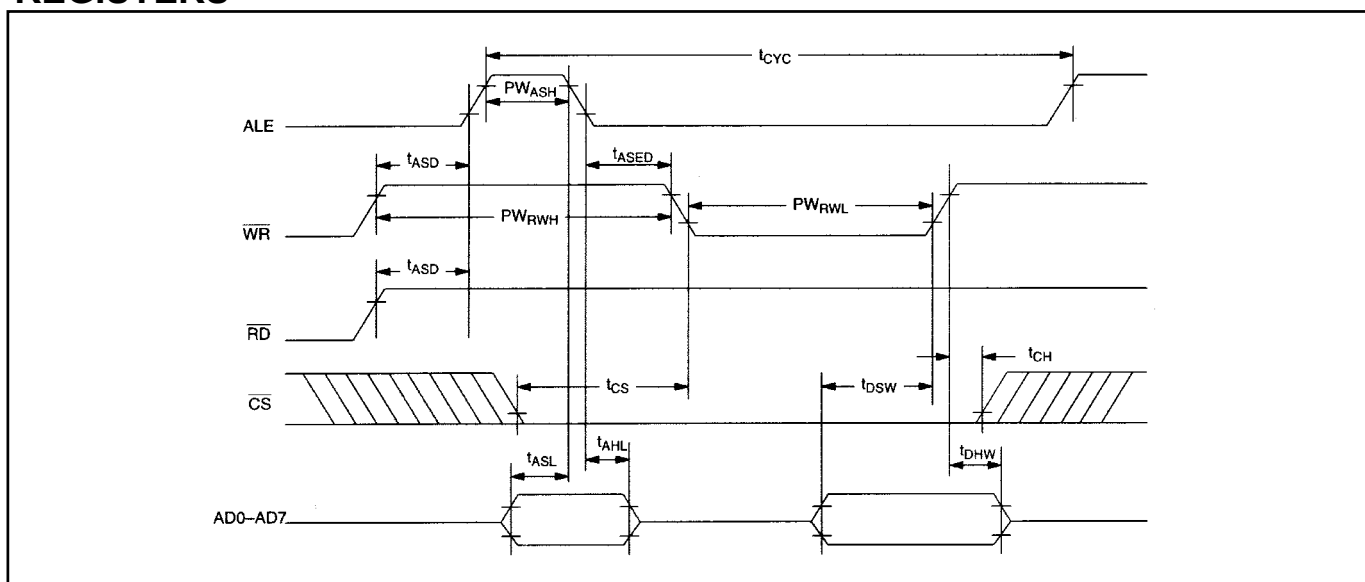 REGISTERS
tCYC
PWASH
ALE
tASD
tASED
PWRWH
PWRWL
WR
tASD
RD
tCH
tCS
tDSW
CS
tASL
tAHL
tDHW
AD0–AD7